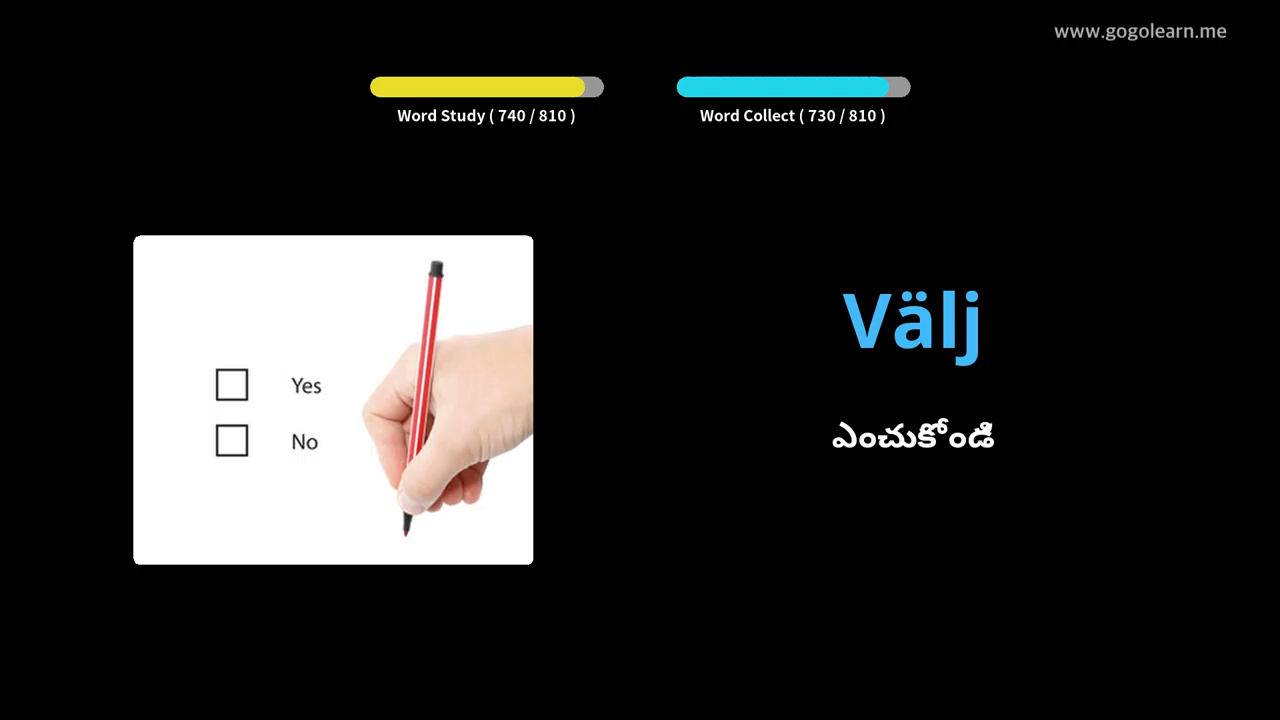 www.gogolearn.me
Word Study ( 740 / 810 )
Word Collect ( 730 / 810 )
Yes
No
Välj
ఎంచుకోండి